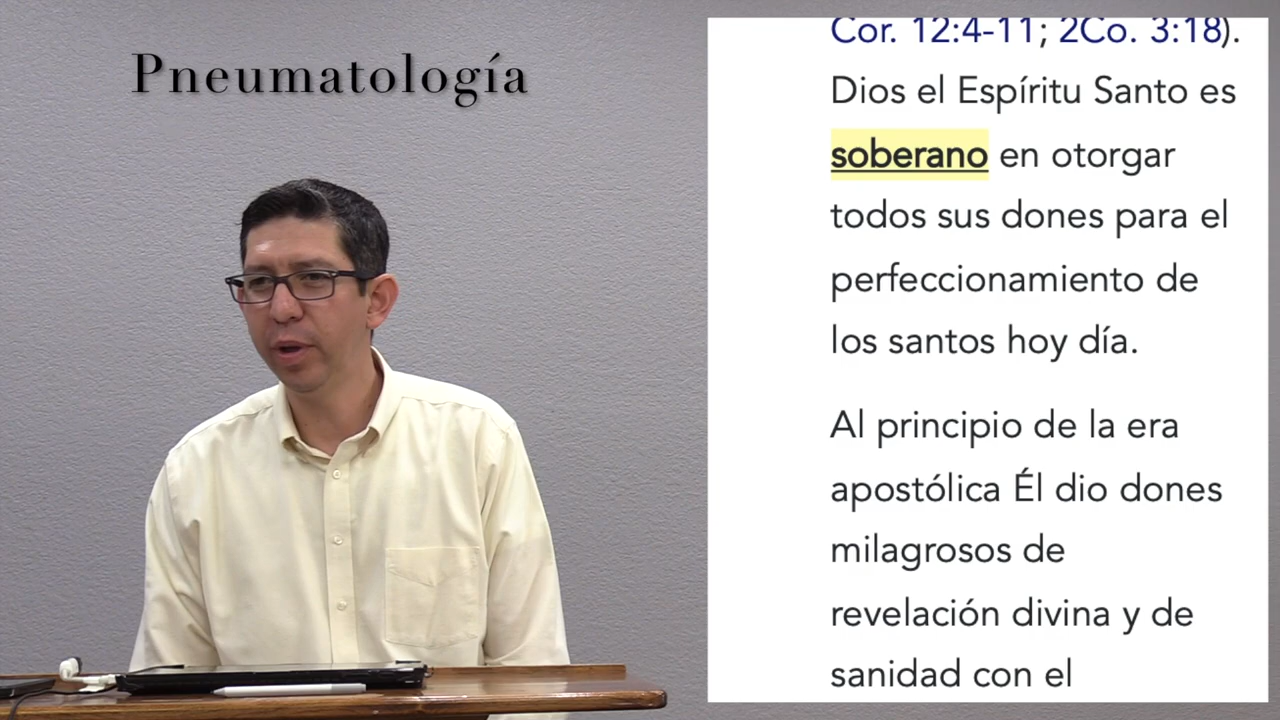 Pneumatología
Cor. 12:4-11; 2Co. 3:18).
Dios el Espíritu Santo es
soberano en otorgar
todos sus dones para el
perfeccionamiento de
los santos hoy día.
Al principio de la era
apostólica Él dio dones
milagrosos de
revelación divina y de
sanidad con el